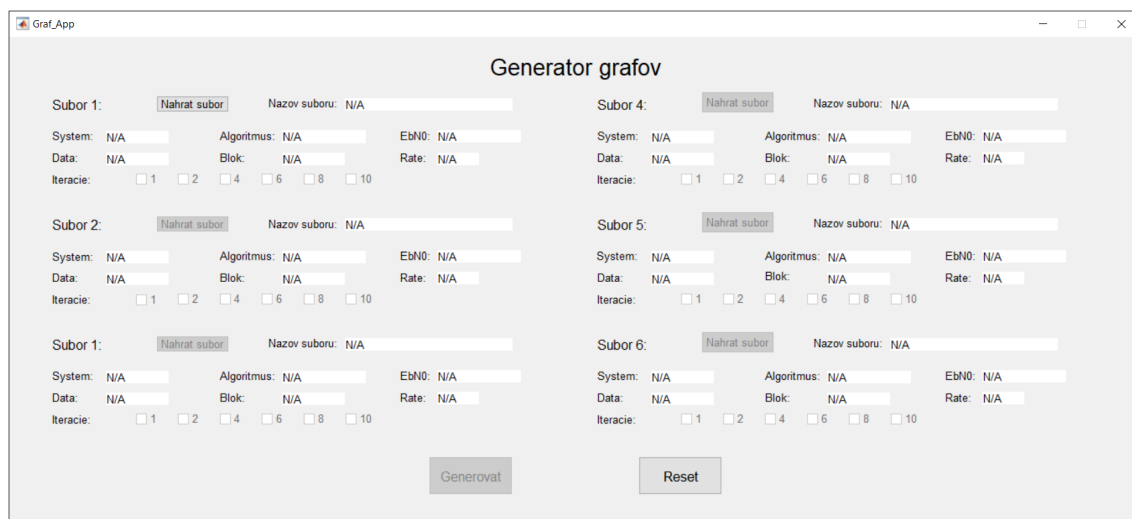 Graf_App
Generator grafov
Subor 1: Nahrat subor Nazov suboru: N/A
System: N/A Algoritmus: N/A EbN0: N/A
Data: N/A Blok: N/A Rate: N/A
Iteracie: 1 2 4 6 8 10
Subor 2: Nahrat subor Nazov suboru: N/A
System: N/A Algoritmus: N/A EbN0: N/A
Data: N/A Blok: N/A Rate: N/A
Iteracie: 1 2 4 6 8 10
Subor 1: Nahrat subor Nazov suboru: N/A
System: N/A Algoritmus: N/A EbN0: N/A
Data: N/A Blok: N/A Rate: N/A
Iteracie: 1 2 4 6 8 10
Subor 4: Nahrat subor Nazov suboru: N/A
System: N/A Algoritmus: N/A EbN0: N/A
Data: N/A Blok: N/A Rate: N/A
Iteracie: 1 2 4 6 8 10
Subor 5: Nahrat subor Nazov suboru: N/A
System: N/A Algoritmus: N/A EbN0: N/A
Data: N/A Blok: N/A Rate: N/A
Iteracie: 1 2 4 6 8 10
Subor 6: Nahrat subor Nazov suboru: N/A
System: N/A Algoritmus: N/A EbN0: N/A
Data: N/A Blok: N/A Rate: N/A
Iteracie: 1 2 4 6 8 10
Generovat Reset